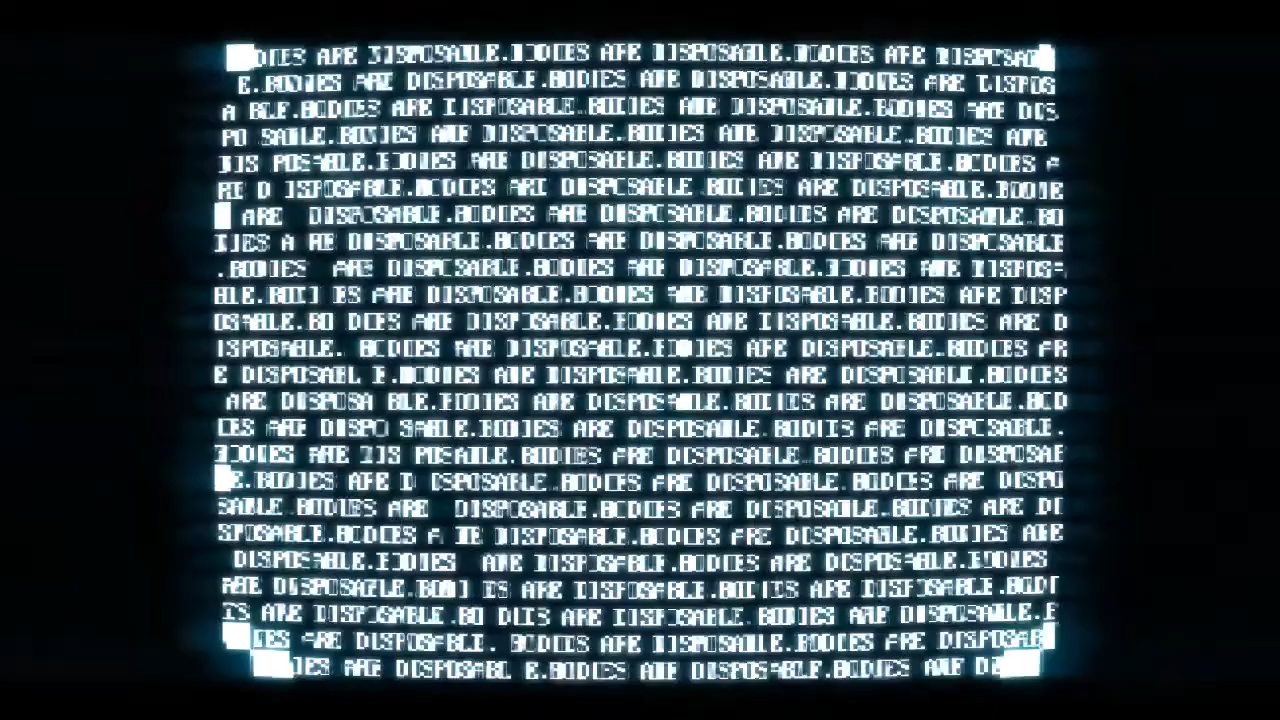 ODIES ARE DISPOSABLE.BODIES ARE DISPOSABLE.BODIES ARE DISPOSA
E.BODIES ARE DISPOSABLE.BODIES ARE DISPOSABLE.BODIES ARE DISPOS
A BLE.BODIES ARE DISPOSABLE.BODIES ARE DISPOSABLE.BODIES ARE DIS
PO SABLE.BODIES ARE DISPOSABLE.BODIES ARE DISPOSABLE.BODIES ARE
DIS POSABLE.BODIES ARE DISPOSABLE.BODIES ARE DISPOSABLE.BODIES A
RE D ISPOSABLE.BODIES ARE DISPOSABLE.BODIES ARE DISPOSABLE.BODIE
ARE DISPOSABLE.BODIES ARE DISPOSABLE.BODIES ARE DISPOSABLE.BO
DIES A RE DISPOSABLE.BODIES ARE DISPOSABLE.BODIES ARE DISPOSABLE
.BODIES ARE DISPOSABLE.BODIES ARE DISPOSABLE.BODIES ARE DISPOSA
BLE.BODI ES ARE DISPOSABLE.BODIES ARE DISPOSABLE.BODIES ARE DISP
OSABLE.BO DIES ARE DISPOSABLE.BODIES ARE DISPOSABLE.BODIES ARE D
ISPOSABLE. BODIES ARE DISPOSABLE.BODIES ARE DISPOSABLE.BODIES AR
E DISPOSABL E.BODIES ARE DISPOSABLE.BODIES ARE DISPOSABLE.BODIES
ARE DISPOSA BLE.BODIES ARE DISPOSABLE.BODIES ARE DISPOSABLE.BOD
IES ARE DISPO SABLE.BODIES ARE DISPOSABLE.BODIES ARE DISPOSABLE.
BODIES ARE DIS POSABLE.BODIES ARE DISPOSABLE.BODIES ARE DISPOSAB
E.BODIES ARE D ISPOSABLE.BODIES ARE DISPOSABLE.BODIES ARE DISPO
SABLE.BODIES ARE DISPOSABLE.BODIES ARE DISPOSABLE.BODIES ARE DI
SPOSABLE.BODIES A RE DISPOSABLE.BODIES ARE DISPOSABLE.BODIES ARE
DISPOSABLE.BODIES ARE DISPOSABLE.BODIES ARE DISPOSABLE.BODIES
ARE DISPOSABLE.BODI ES ARE DISPOSABLE.BODIES ARE DISPOSABLE.BODI
ES ARE DISPOSABLE.BO DIES ARE DISPOSABLE.BODIES ARE DISPOSABLE.B
IES ARE DISPOSABLE. BODIES ARE DISPOSABLE.BODIES ARE DISPOSAB
IES ARE DISPOSABL E.BODIES ARE DISPOSABLE.BODIES ARE DI